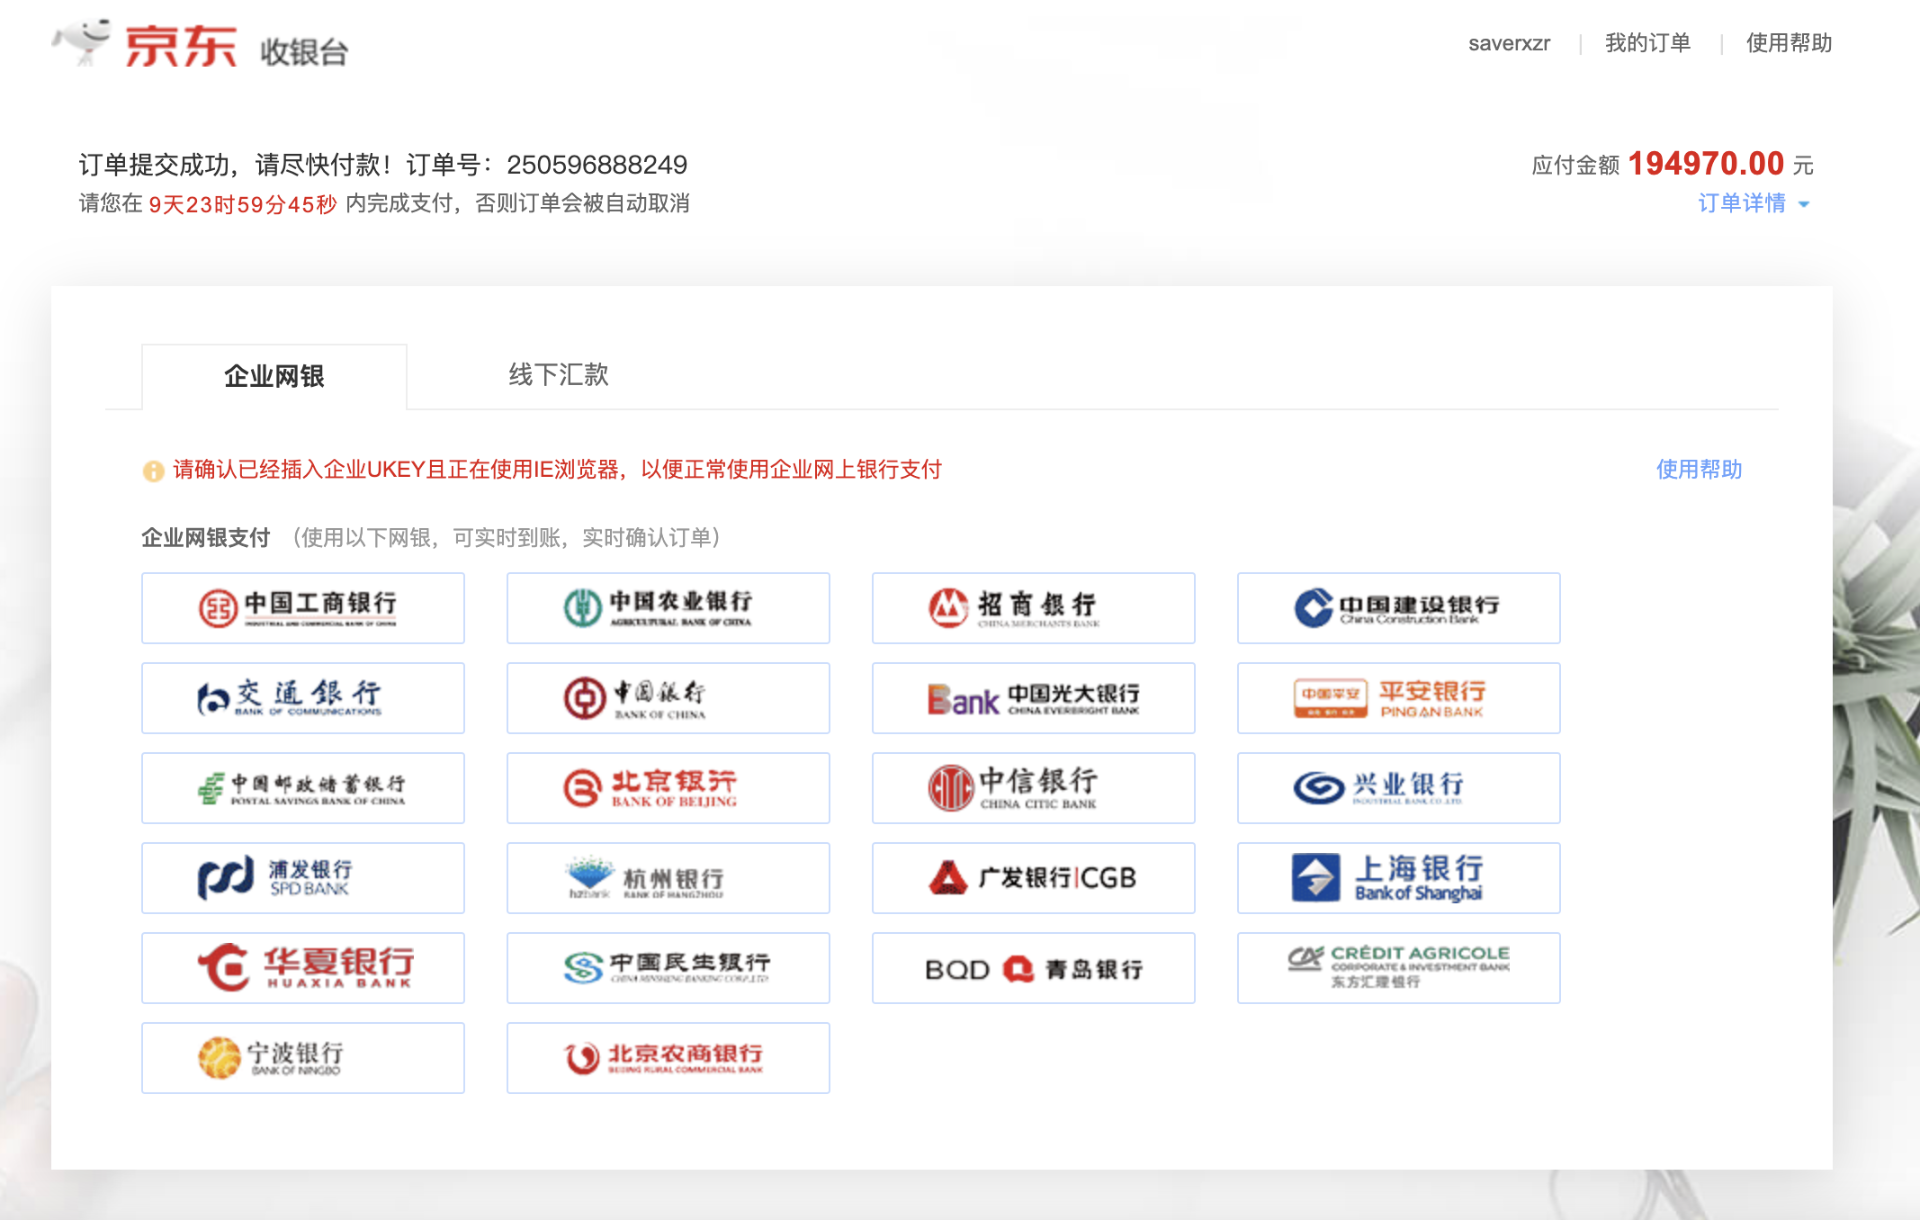 京东 收银台
saverxzr | 我的订单 | 使用帮助
订单提交成功，请尽快付款！订单号：250596888249
应付金额 194970.00 元
请您在 9天23时59分45秒 内完成支付，否则订单会被自动取消
订单详情
企业网银 线下汇款
请确认已经插入企业UKEY且正在使用IE浏览器，以便正常使用企业网上银行支付
使用帮助
企业网银支付 （使用以下网银，可实时到账，实时确认订单）
中国工商银行
INDUSTRIAL AND COMMERCIAL BANK OF CHINA
中国农业银行
AGRICULTURAL BANK OF CHINA
招商银行
CHINA MERCHANTS BANK
中国建设银行
China Construction Bank
交通銀行
BANK OF COMMUNICATIONS
中国银行
BANK OF CHINA
Bank 中国光大银行
CHINA EVERBRIGHT BANK
中国平安 平安银行
PING AN BANK
中国邮政储蓄银行
POSTAL SAVINGS BANK OF CHINA
北京银行
BANK OF BEIJING
中信银行
CHINA CITIC BANK
兴业银行
INDUSTRIAL BANK CO.,LTD.
浦发银行
SPD BANK
hzbank 杭州银行
BANK OF HANGZHOU
广发银行|CGB
上海银行
Bank of Shanghai
华夏银行
HUAXIA BANK
中国民生银行
CHINA MINSHENG BANKING CORP.,LTD.
BQD 青岛银行
CRÉDIT AGRICOLE
CORPORATE & INVESTMENT BANK
东方汇理银行
宁波银行
BANK OF NINGBO
北京农商银行
BEIJING RURAL COMMERCIAL BANK